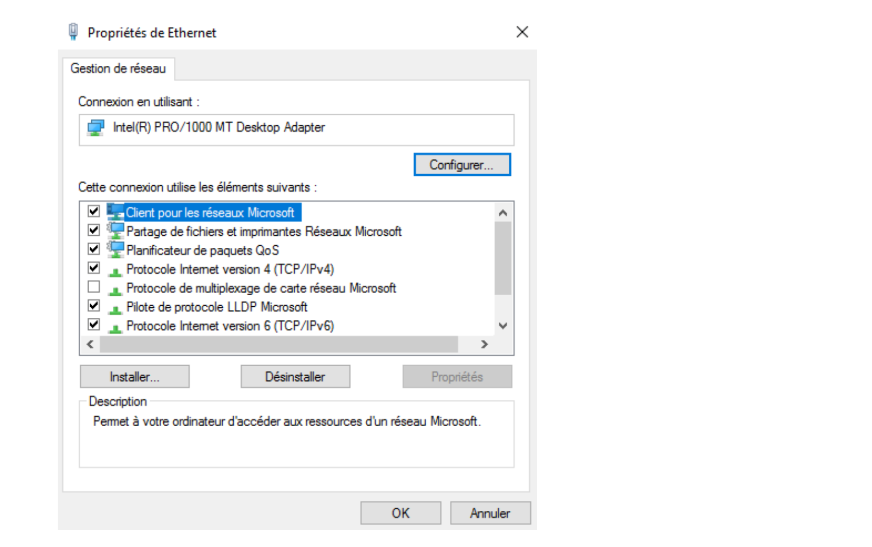 Propriétés de Ethernet
Gestion de réseau
Connexion en utilisant :
Intel(R) PRO/1000 MT Desktop Adapter
Configurer...
Cette connexion utilise les éléments suivants :
Client pour les réseaux Microsoft
Partage de fichiers et imprimantes Réseaux Microsoft
Planificateur de paquets QoS
Protocole Internet version 4 (TCP/IPv4)
Protocole de multiplexage de carte réseau Microsoft
Pilote de protocole LLDP Microsoft
Protocole Internet version 6 (TCP/IPv6)
Installer... Désinstaller Propriétés
Description
Permet à votre ordinateur d'accéder aux ressources d'un réseau Microsoft.
OK Annuler